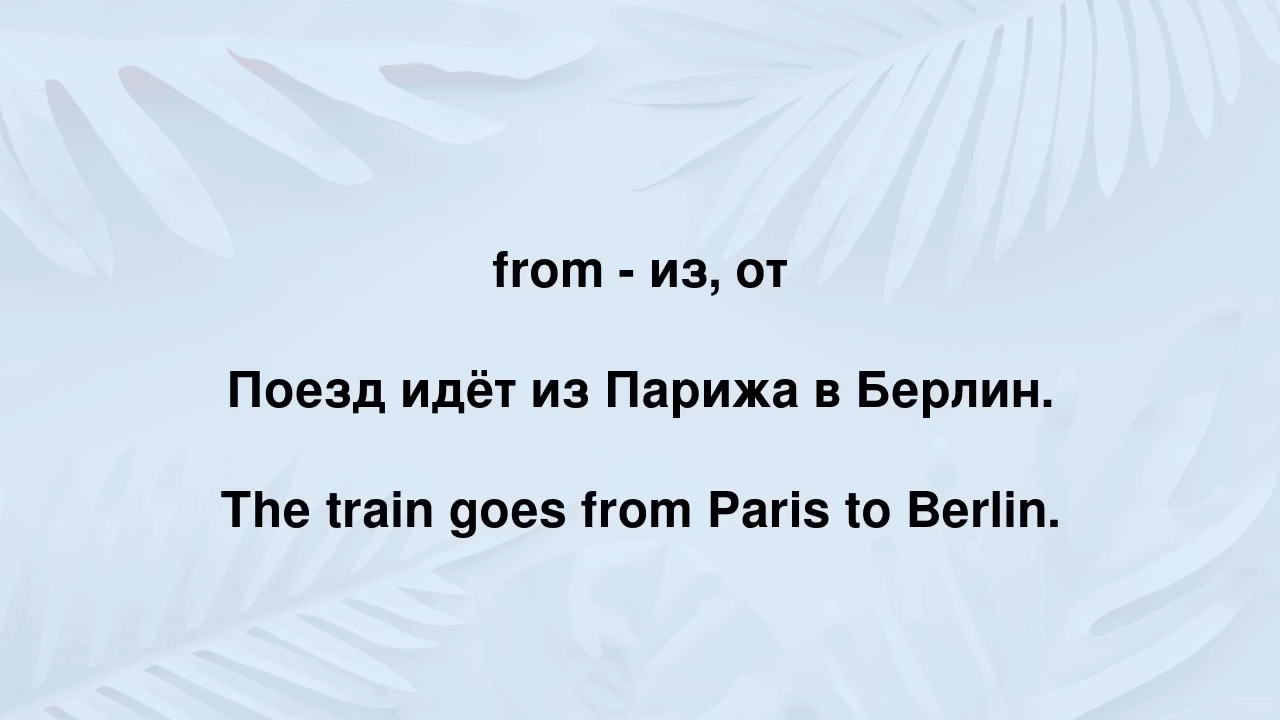 from - из, от
Поезд идёт из Парижа в Берлин.
The train goes from Paris to Berlin.